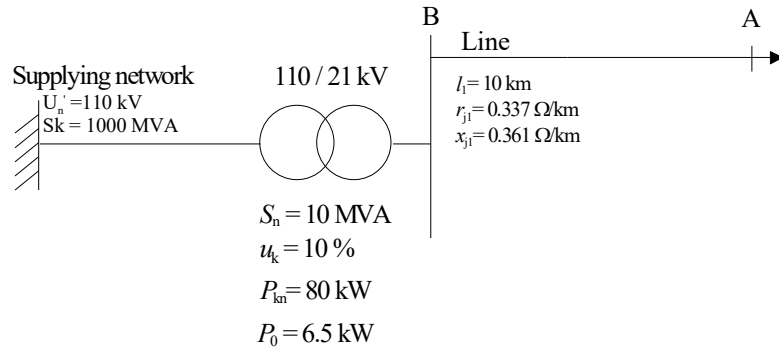 B
A
Line
Supplying network
110 / 21 kV
U'n =110 kV
Sk = 1000 MVA
l1= 10 km
rj1= 0.337 Ω/km
xj1= 0.361 Ω/km
Sn = 10 MVA
uk = 10 %
Pkn= 80 kW
P0 = 6.5 kW